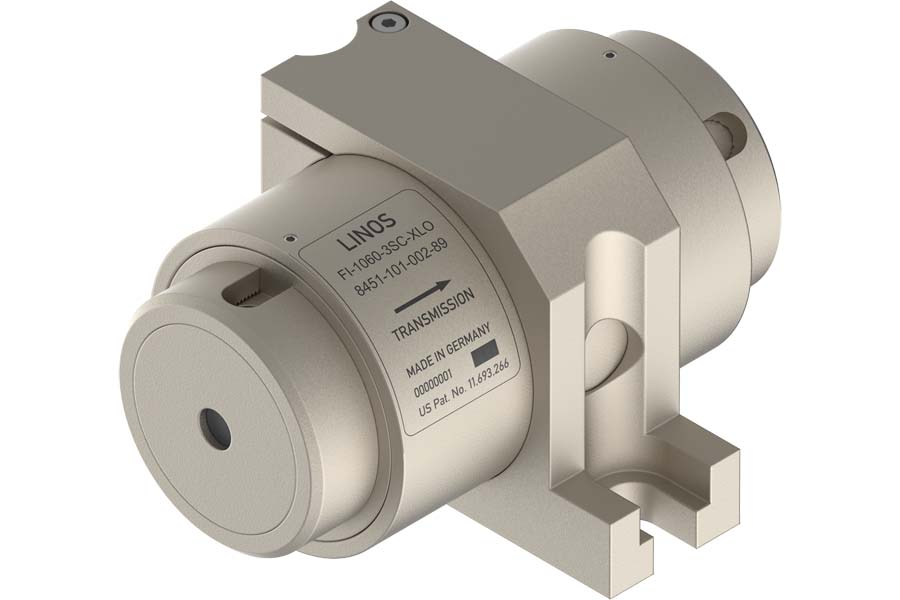 LINOS
FI-1060-3SC-XLO
8451-101-002-89
TRANSMISSION
MADE IN GERMANY
00000001
US Pat. No. 11,693,266